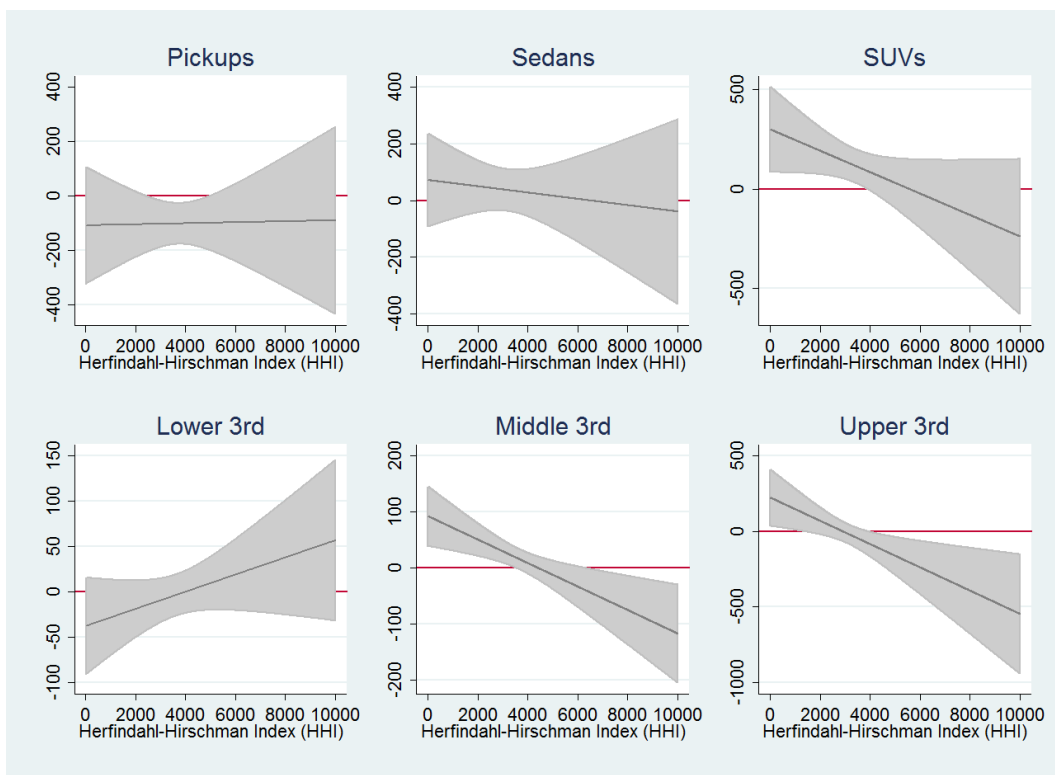 Pickups
400
200
0
-200
-400
0 2000 4000 6000 8000 10000
Herfindahl-Hirschman Index (HHI)
Sedans
400
200
0
-200
-400
0 2000 4000 6000 8000 10000
Herfindahl-Hirschman Index (HHI)
SUVs
500
0
-500
0 2000 4000 6000 8000 10000
Herfindahl-Hirschman Index (HHI)
Lower 3rd
150
100
50
0
-50
-100
0 2000 4000 6000 8000 10000
Herfindahl-Hirschman Index (HHI)
Middle 3rd
200
100
0
-100
-200
0 2000 4000 6000 8000 10000
Herfindahl-Hirschman Index (HHI)
Upper 3rd
500
0
-500
-1000
0 2000 4000 6000 8000 10000
Herfindahl-Hirschman Index (HHI)